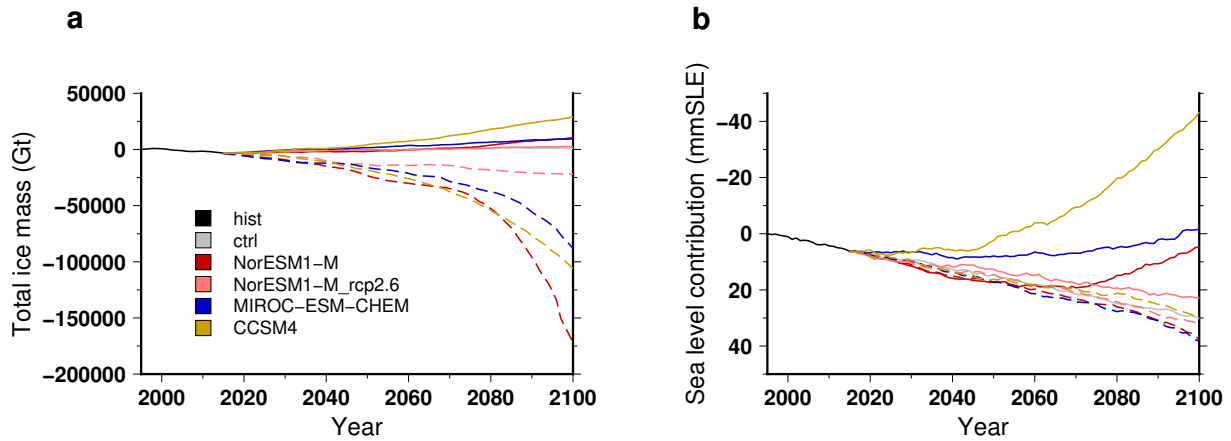 a
Total ice mass (Gt)
50000
0
-50000
-100000
-150000
-200000
hist
ctrl
NorESM1-M
NorESM1-M_rcp2.6
MIROC-ESM-CHEM
CCSM4
2000 2020 2040 2060 2080 2100
Year
b
Sea level contribution (mmSLE)
-40
-20
0
20
40
2000 2020 2040 2060 2080 2100
Year